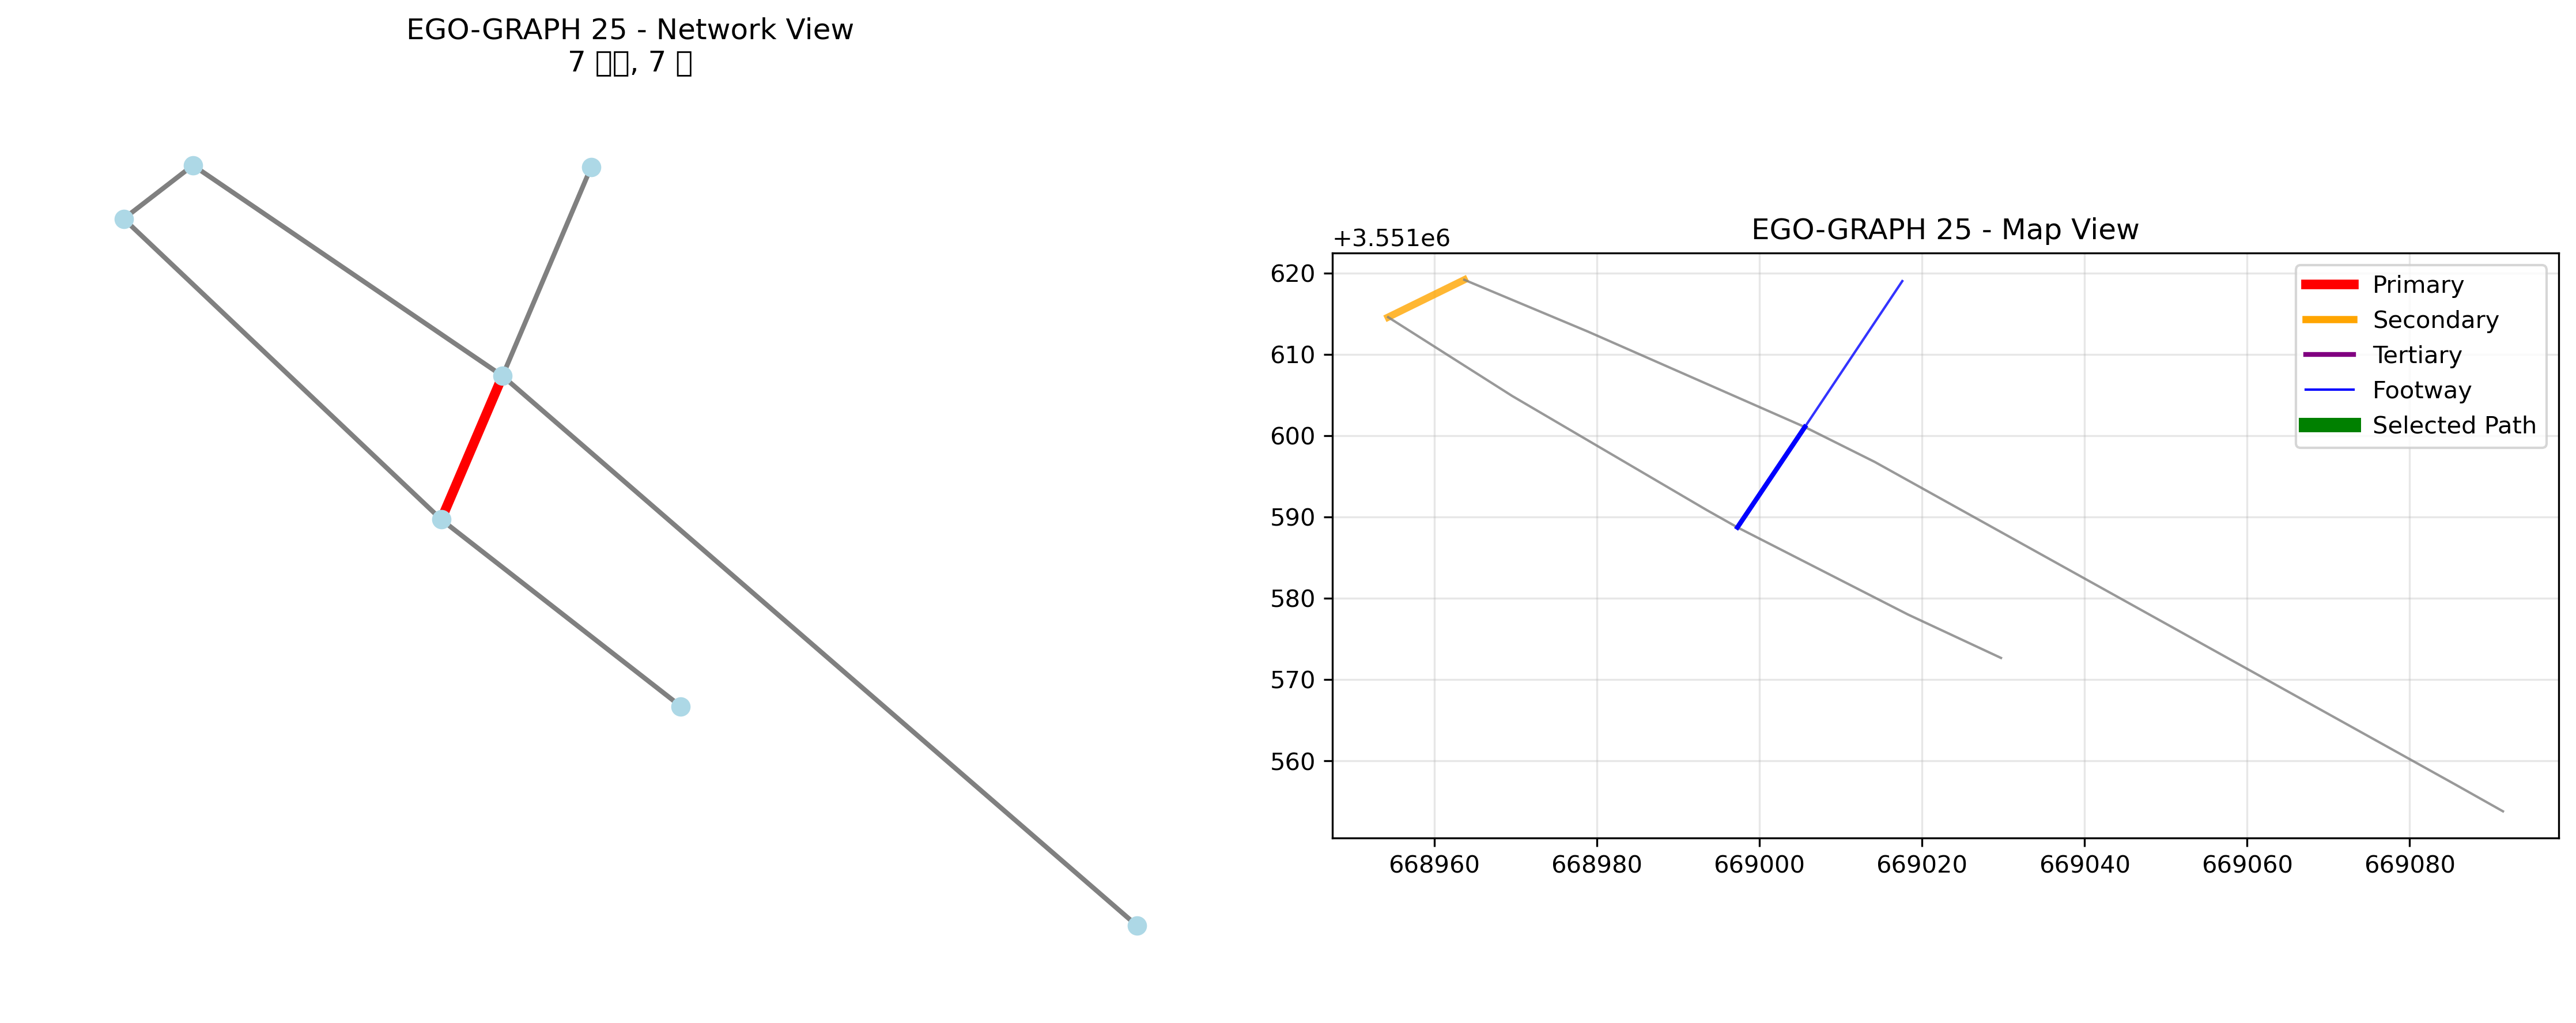 EGO-GRAPH 25 - Network View
7 , 7
EGO-GRAPH 25 - Map View
+3.551e6
620
610
600
590
580
570
560
668960 668980 669000 669020 669040 669060 669080
Primary
Secondary
Tertiary
Footway
Selected Path